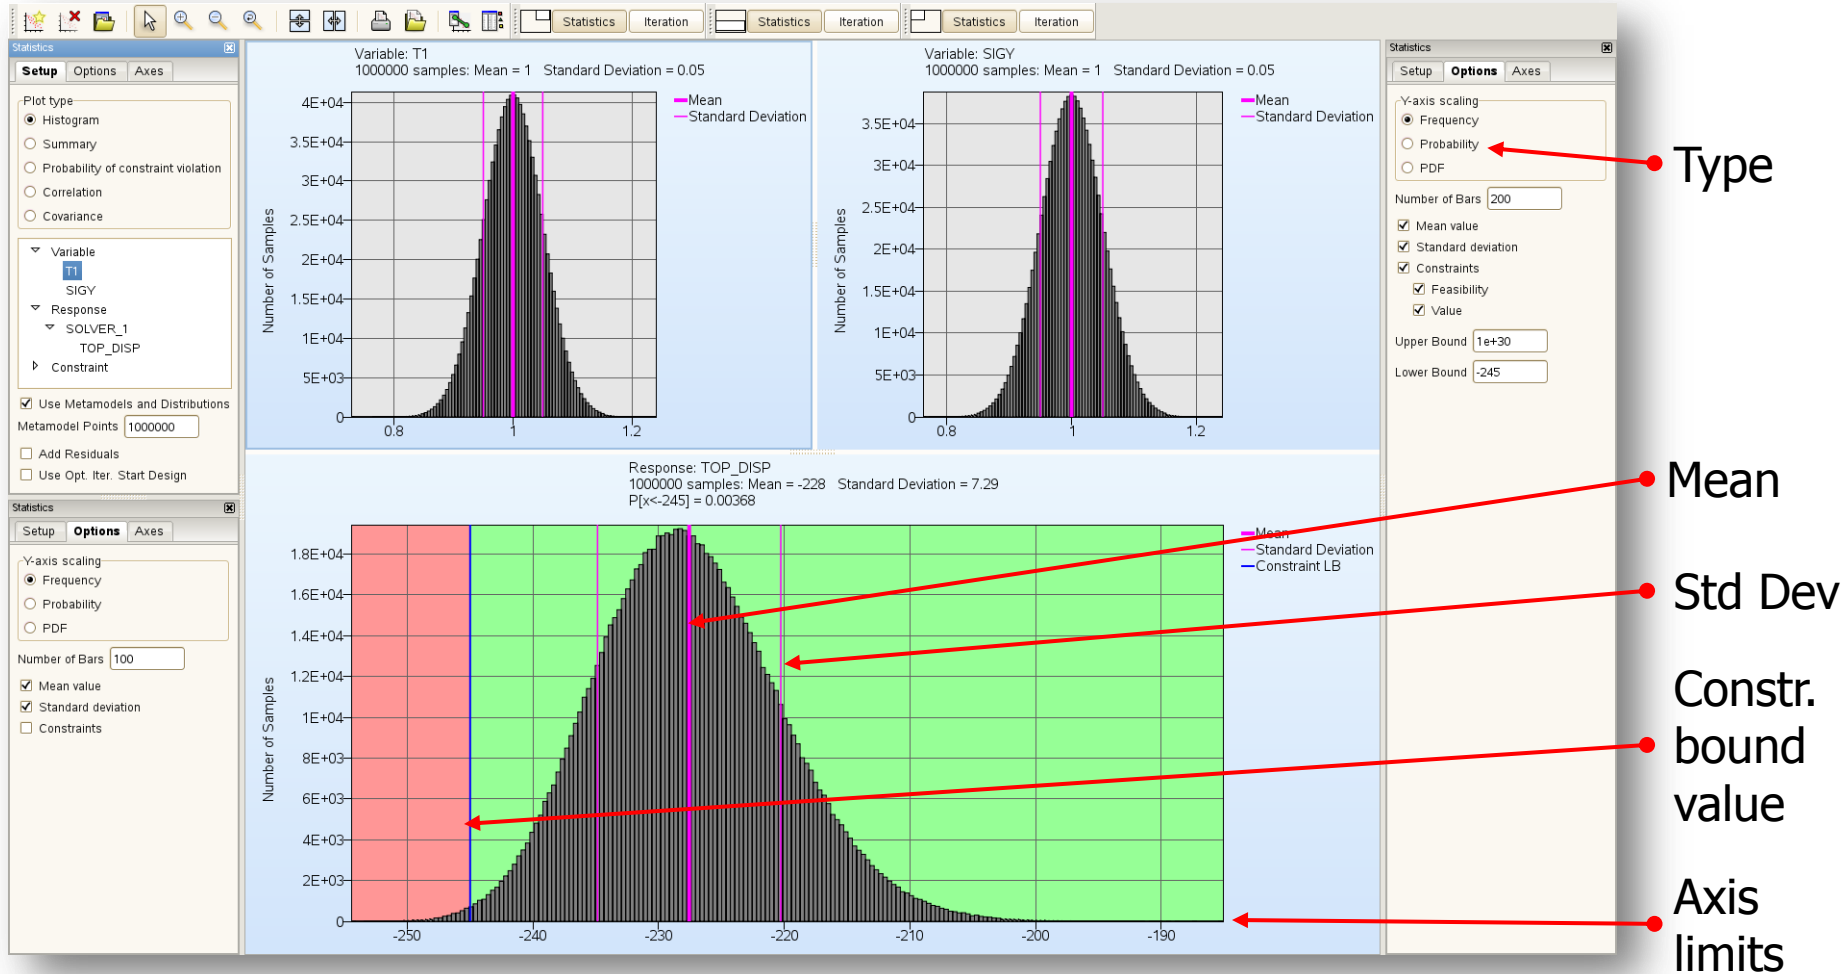 Statistics Iteration Statistics Iteration Statistics Iteration
Statistics
Setup Options Axes
Plot type
Histogram
Summary
Probability of constraint violation
Correlation
Covariance
Variable
T1
SIGY
Response
SOLVER_1
TOP_DISP
Constraint
Use Metamodels and Distributions
Metamodel Points 1000000
Add Residuals
Use Opt. Iter. Start Design
Statistics
Setup Options Axes
Y-axis scaling
Frequency
Probability
PDF
Number of Bars 100
Mean value
Standard deviation
Constraints
Variable: T1
1000000 samples: Mean = 1 Standard Deviation = 0.05
Mean
Standard Deviation
Number of Samples
4E+04
3.5E+04
3E+04
2.5E+04
2E+04
1.5E+04
1E+04
5E+03
0
0.8 1 1.2
Variable: SIGY
1000000 samples: Mean = 1 Standard Deviation = 0.05
Mean
Standard Deviation
Number of Samples
3.5E+04
3E+04
2.5E+04
2E+04
1.5E+04
1E+04
5E+03
0
0.8 1 1.2
Response: TOP_DISP
1000000 samples: Mean = -228 Standard Deviation = 7.29
P[x<-245] = 0.00368
Mean
Standard Deviation
Constraint LB
Number of Samples
1.8E+04
1.6E+04
1.4E+04
1.2E+04
1E+04
8E+03
6E+03
4E+03
2E+03
0
-250 -240 -230 -220 -210 -200 -190
Statistics
Setup Options Axes
Y-axis scaling
Frequency
Probability
PDF
Number of Bars 200
Mean value
Standard deviation
Constraints
Feasibility
Value
Upper Bound 1e+30
Lower Bound -245
Type
Mean
Std Dev
Constr.
bound
value
Axis
limits